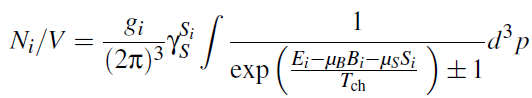 N_i/V = \frac{g_i}{(2\pi)^3} \gamma_S^{S_i} \int \frac{1}{\exp\left(\frac{E_i-\mu_B B_i-\mu_S S_i}{T_{ch}}\right) \pm 1} d^3p